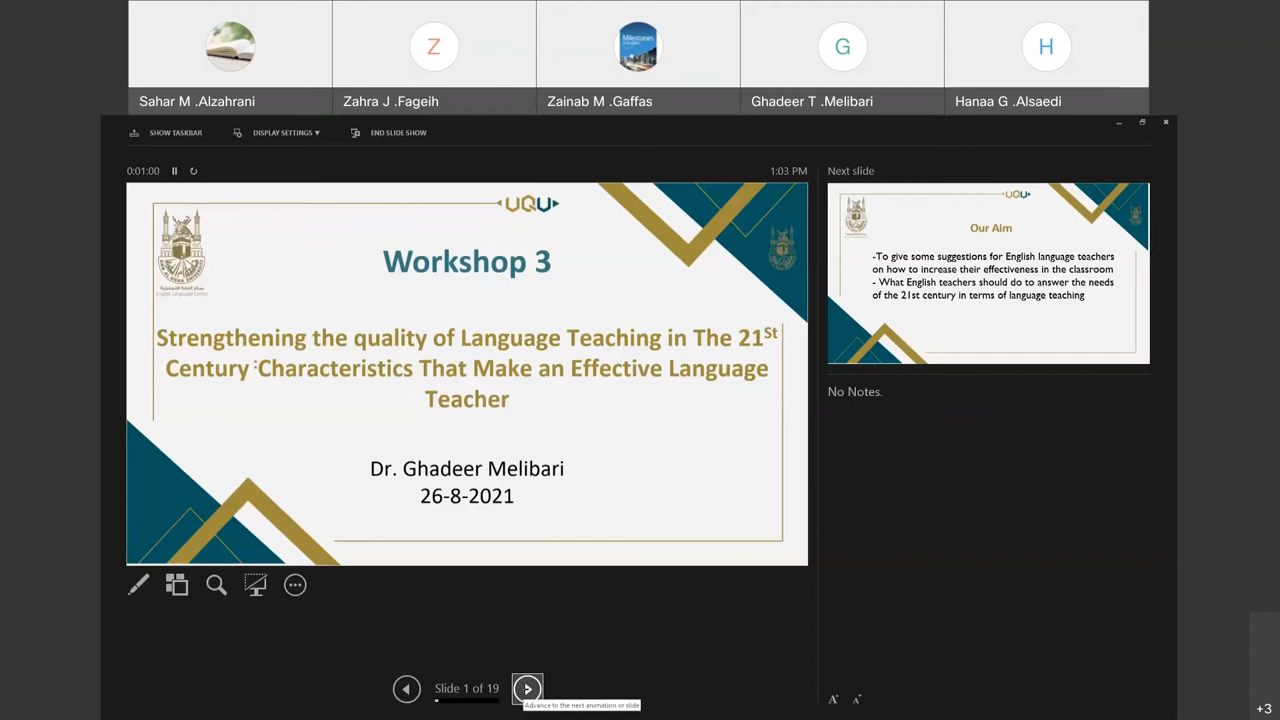 Z
Milestones
G
H
Sahar M .Alzahrani
Zahra J .Fageih
Zainab M .Gaffas
Ghadeer T .Melibari
Hanaa G .Alsaedi
SHOW TASKBAR
DISPLAY SETTINGS ▾
END SLIDE SHOW
0:01:00
1:03 PM
UQU
Workshop 3
Strengthening the quality of Language Teaching in The 21St
Century :Characteristics That Make an Effective Language
Teacher
Dr. Ghadeer Melibari
26-8-2021
Next slide
UQU
Our Aim
-To give some suggestions for English language teachers
on how to increase their effectiveness in the classroom
- What English teachers should do to answer the needs
of the 21st century in terms of language teaching
No Notes.
Slide 1 of 19
Advance to the next animation or slide
A
A
+3